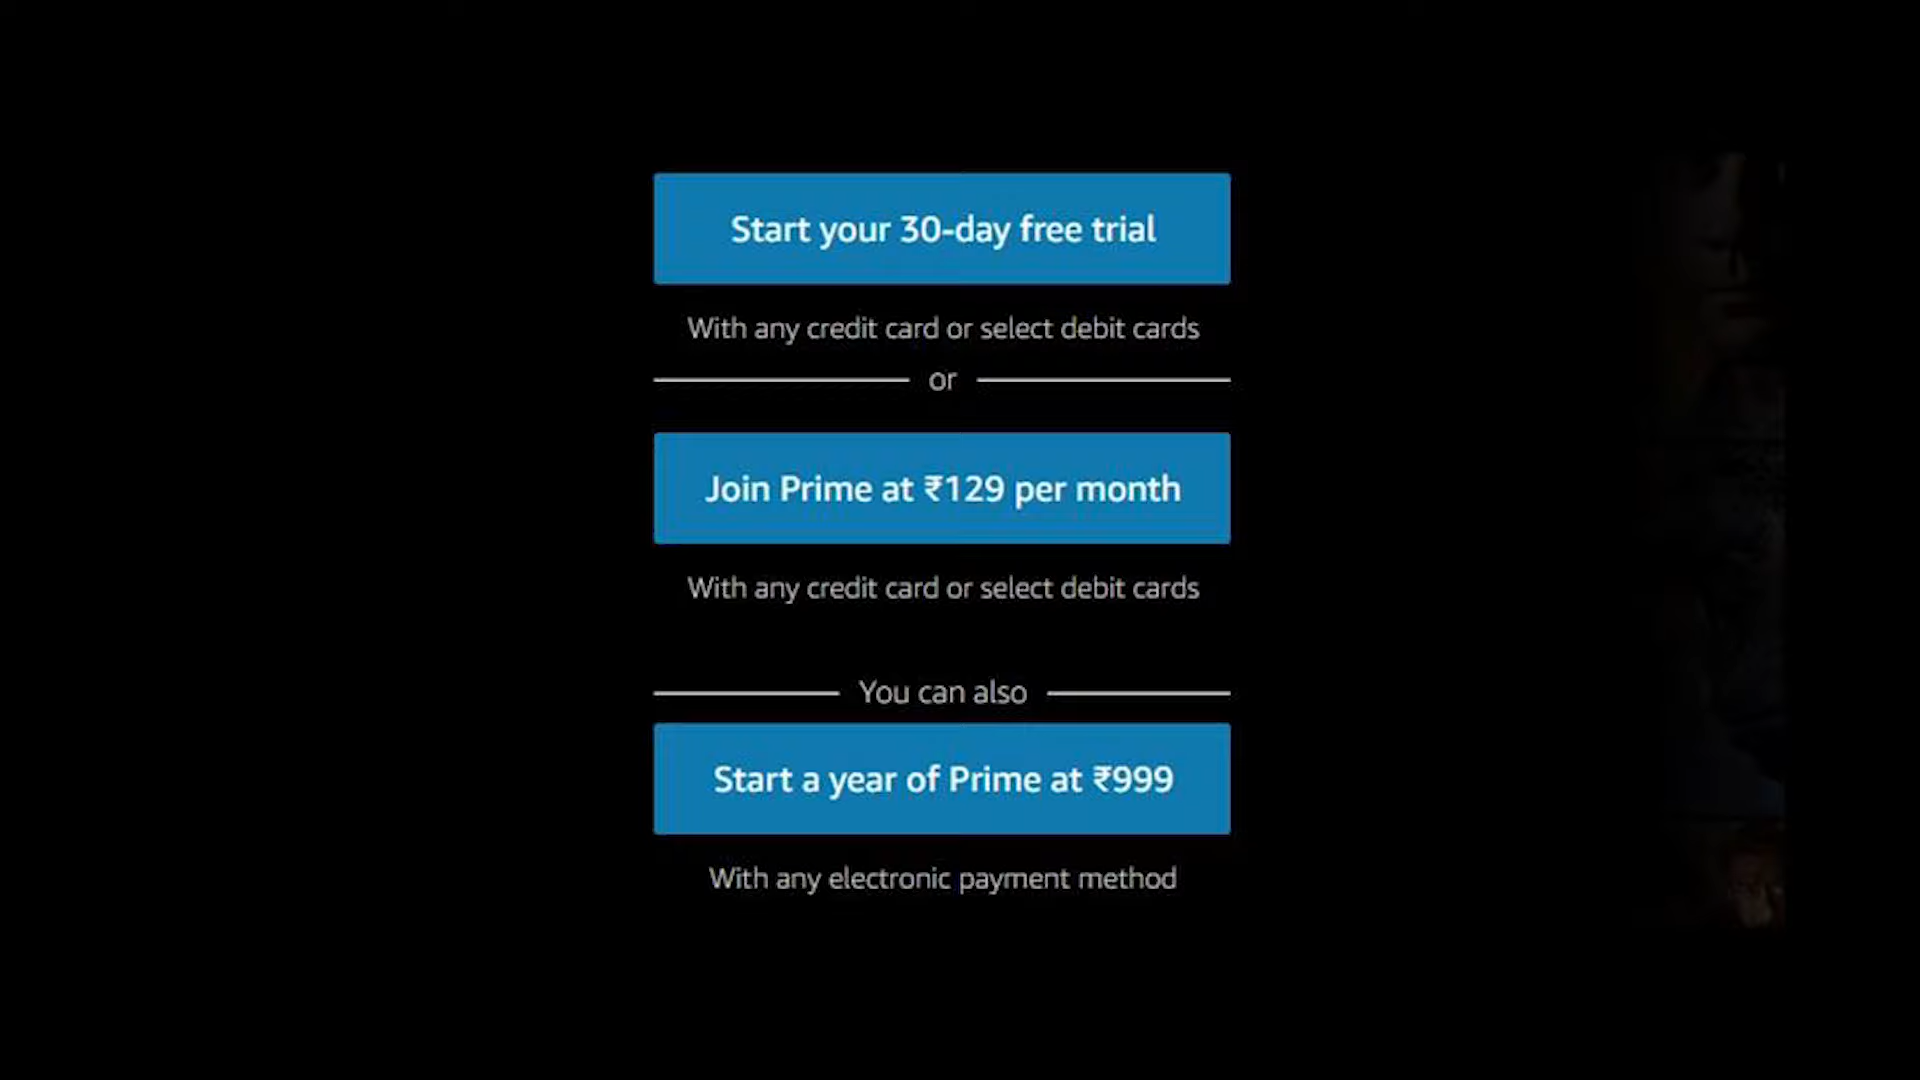 Start your 30-day free trial
With any credit card or select debit cards
or
Join Prime at ₹129 per month
With any credit card or select debit cards
You can also
Start a year of Prime at ₹999
With any electronic payment method